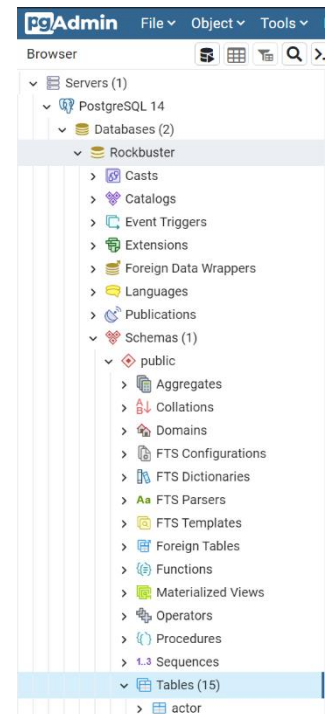 pgAdmin File Object Tools
Browser
Servers (1)
PostgreSQL 14
Databases (2)
Rockbuster
Casts
Catalogs
Event Triggers
Extensions
Foreign Data Wrappers
Languages
Publications
Schemas (1)
public
Aggregates
A↓ Collations
B
Domains
FTS Configurations
FTS Dictionaries
Aa FTS Parsers
FTS Templates
Foreign Tables
Functions
Materialized Views
Operators
Procedures
1..3 Sequences
Tables (15)
actor